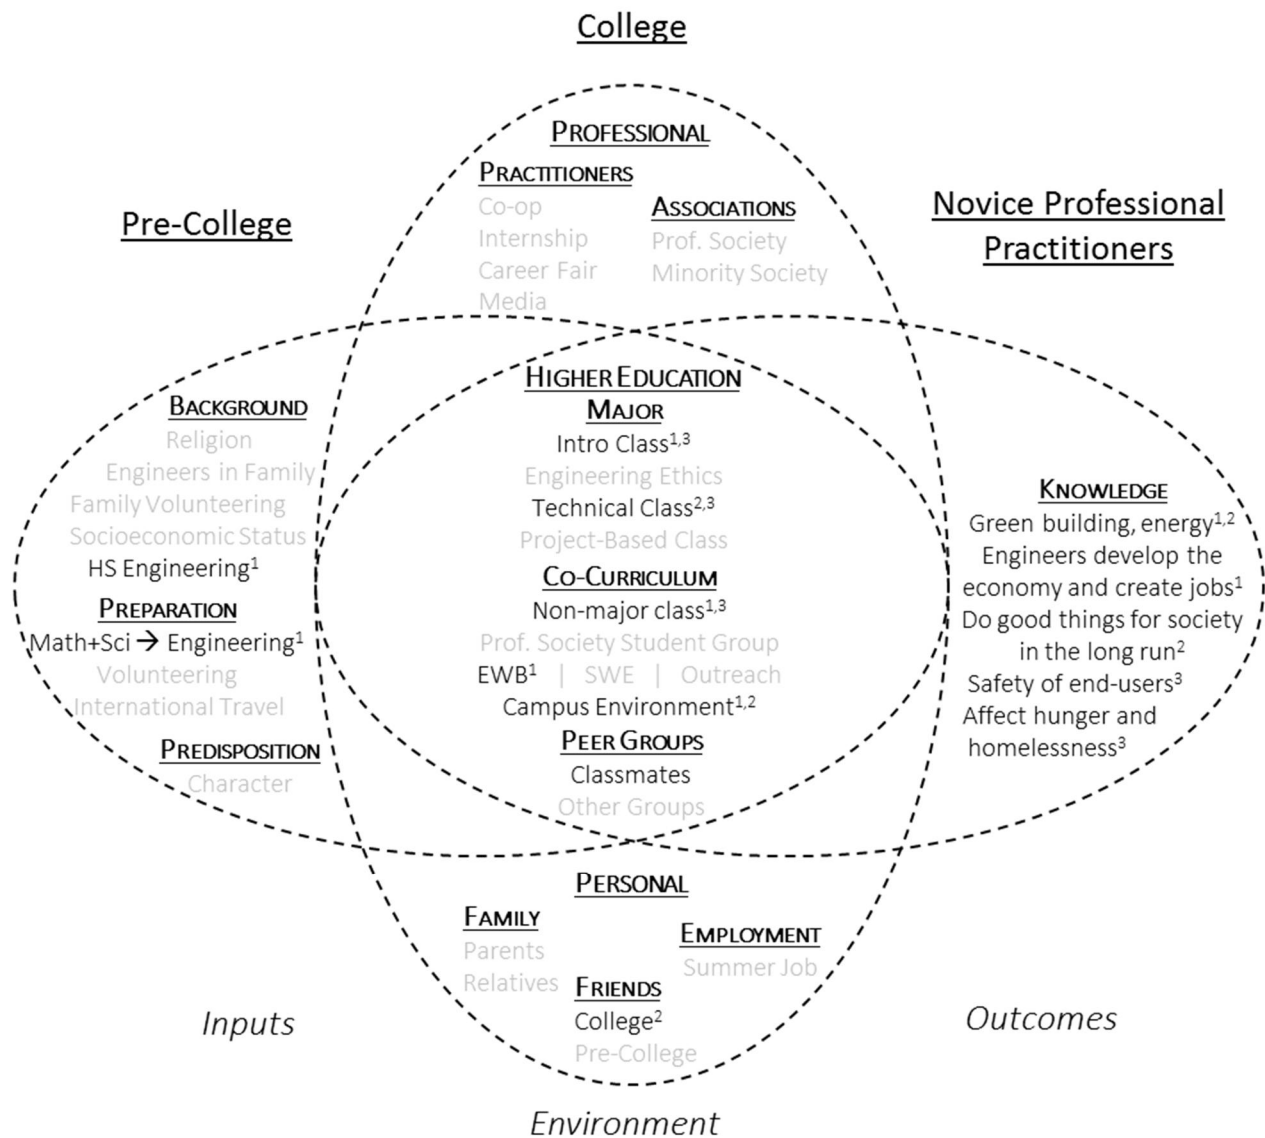 College
PROFESSIONAL
PRACTITIONERS
Co-op
Internship
Career Fair
Media
ASSOCIATIONS
Prof. Society
Minority Society
Pre-College
Novice Professional
Practitioners
BACKGROUND
Religion
Engineers in Family
Family Volunteering
Socioeconomic Status
HS Engineering¹
PREPARATION
Math+Sci → Engineering¹
Volunteering
International Travel
PREDISPOSITION
Character
HIGHER EDUCATION
MAJOR
Intro Class¹,³
Engineering Ethics
Technical Class²,³
Project-Based Class
CO-CURRICULUM
Non-major class¹,³
Prof. Society Student Group
EWB¹ | SWE | Outreach
Campus Environment¹,²
PEER GROUPS
Classmates
Other Groups
KNOWLEDGE
Green building, energy¹,²
Engineers develop the
economy and create jobs¹
Do good things for society
in the long run²
Safety of end-users³
Affect hunger and
homelessness³
PERSONAL
FAMILY
Parents
Relatives
EMPLOYMENT
Summer Job
FRIENDS
College²
Pre-College
Inputs
Outcomes
Environment